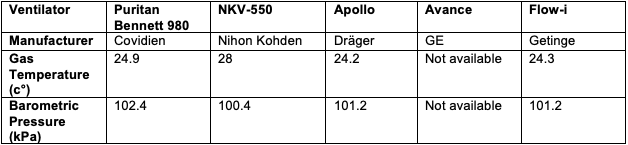 Ventilator Puritan NKV-550 Apollo Avance Flow-i
Bennett 980
Manufacturer Covidien Nihon Kohden Dräger GE Getinge
Gas 24.9 28 24.2 Not available 24.3
Temperature
(c°)
Barometric 102.4 100.4 101.2 Not available 101.2
Pressure
(kPa)